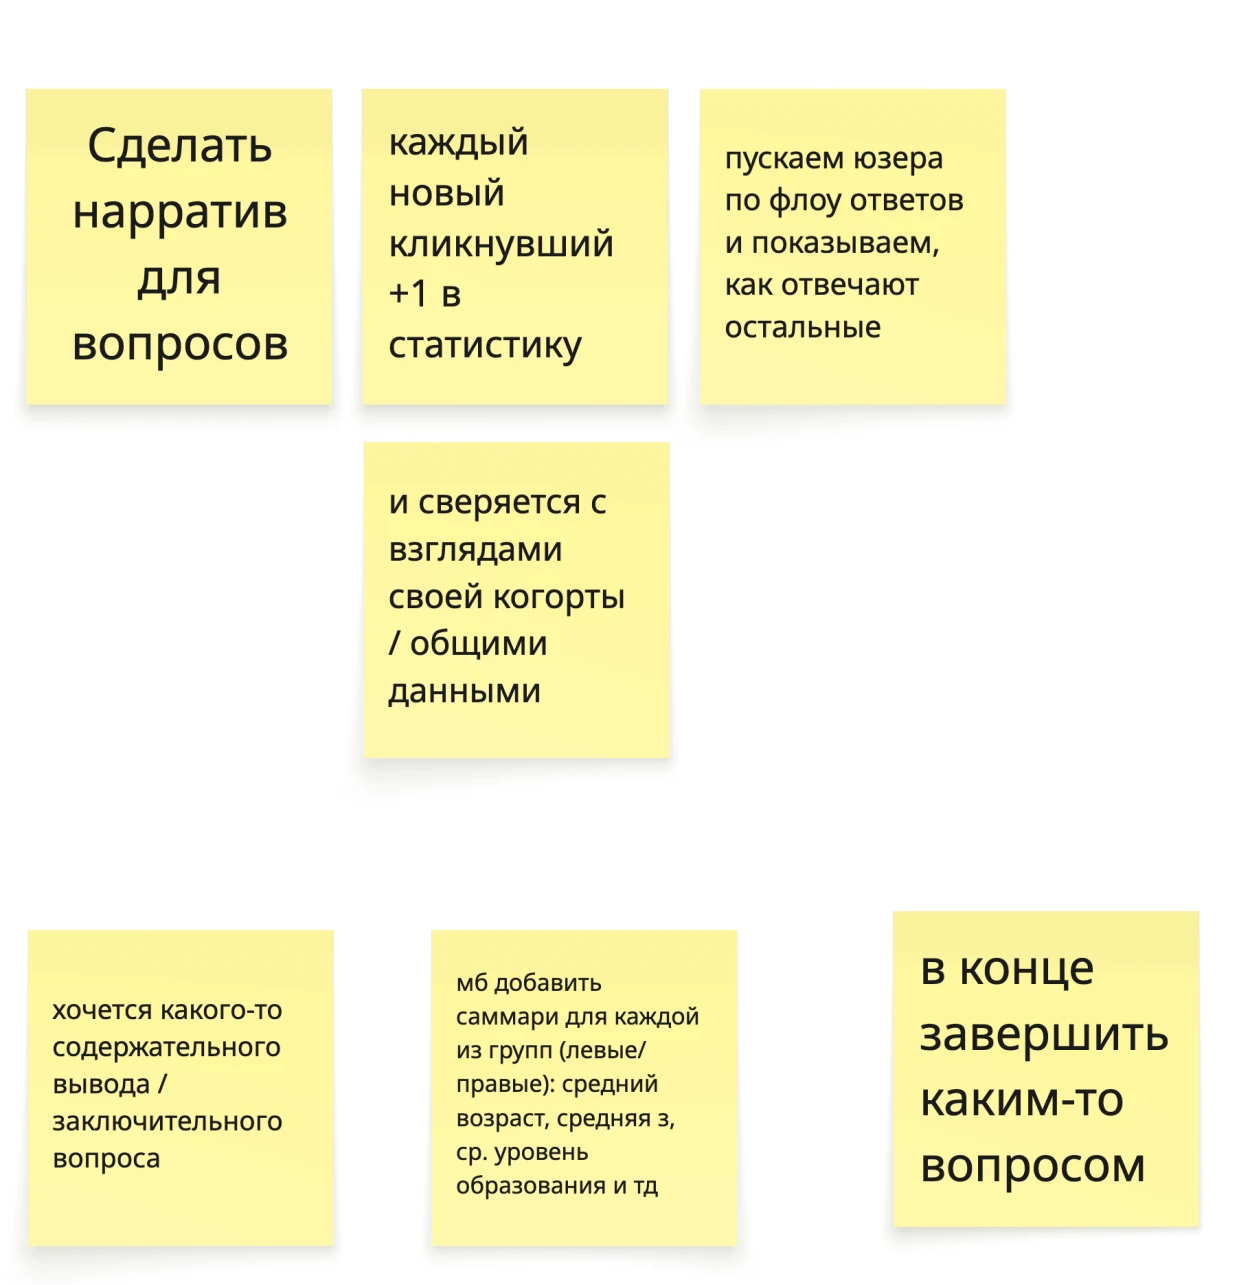 Сделать
нарратив
для
вопросов
каждый
новый
кликнувший
+1 в
статистику
пускаем юзера
по флоу ответов
и показываем,
как отвечают
остальные
и сверяется с
взглядами
своей когорты
/ общими
данными
хочется какого-то
содержательного
вывода /
заключительного
вопроса
мб добавить
саммари для каждой
из групп (левые/
правые): средний
возраст, средняя з,
ср. уровень
образования и тд
в конце
завершить
каким-то
вопросом